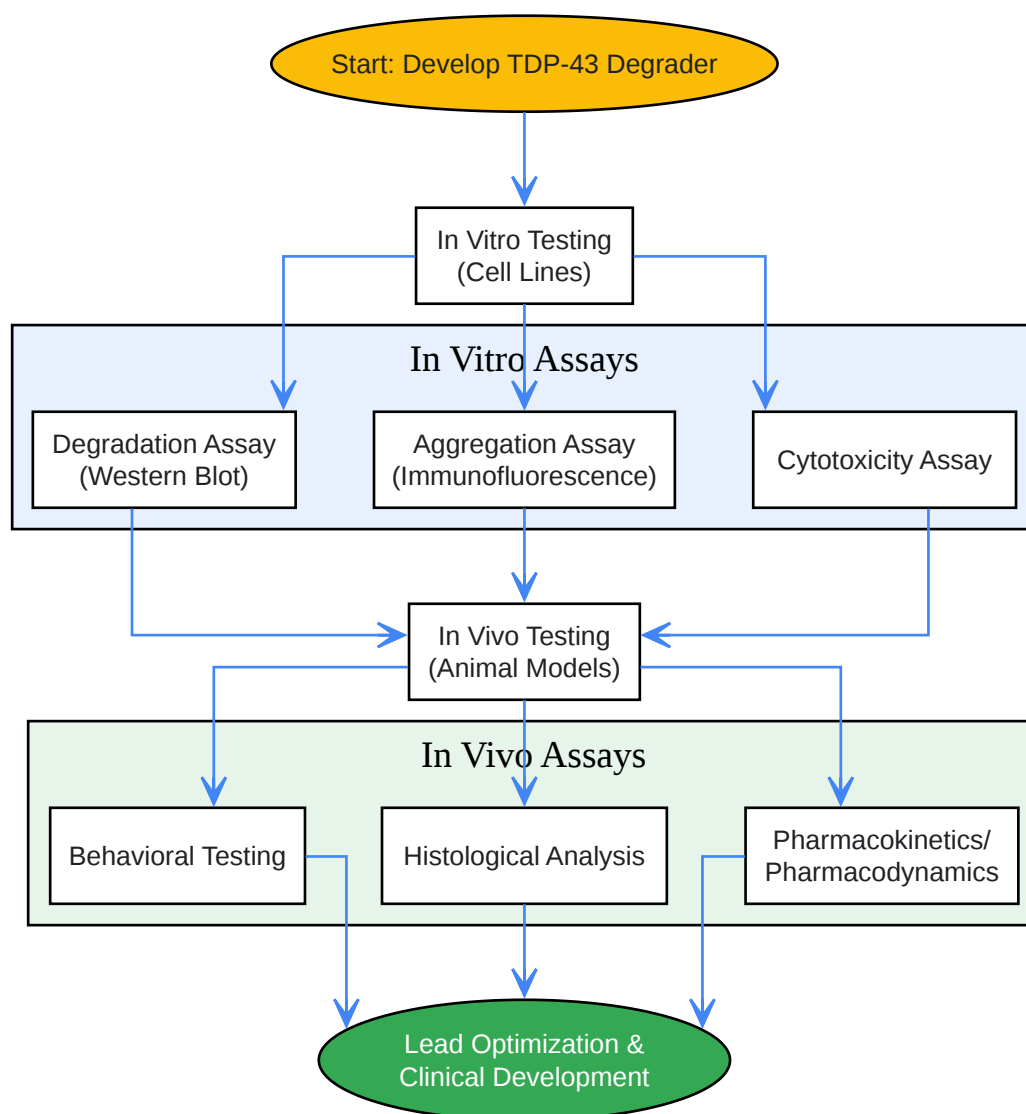 Start: Develop TDP-43 Degrader
In Vitro Testing
(Cell Lines)
In Vitro Assays
Degradation Assay
(Western Blot)
Aggregation Assay
(Immunofluorescence)
Cytotoxicity Assay
In Vivo Testing
(Animal Models)
In Vivo Assays
Behavioral Testing
Histological Analysis
Pharmacokinetics/
Pharmacodynamics
Lead Optimization &
Clinical Development